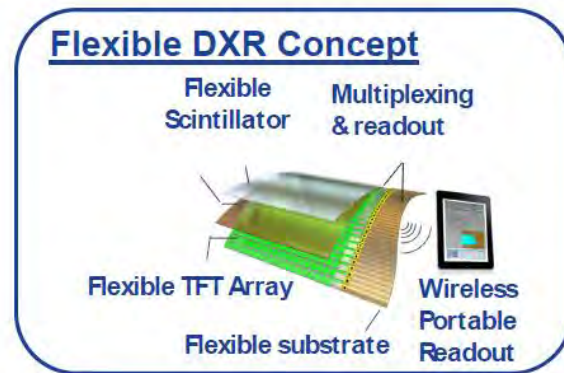 Flexible DXR Concept
Flexible
Scintillator
Multiplexing
& readout
Flexible TFT Array
Wireless
Portable
Readout
Flexible substrate